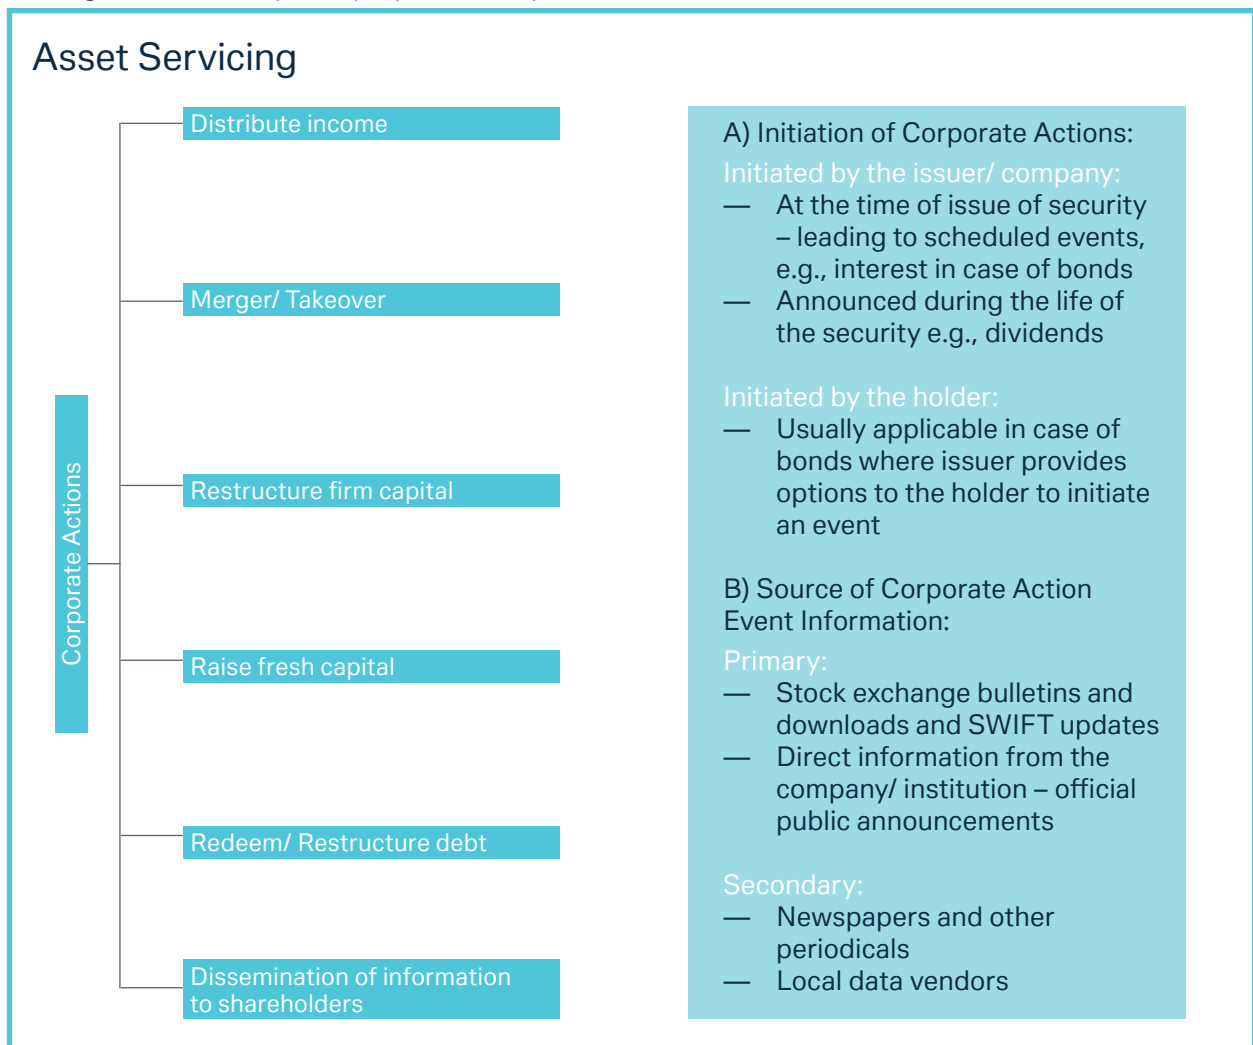 Asset Servicing
Corporate Actions
Distribute income
Merger/ Takeover
Restructure firm capital
Raise fresh capital
Redeem/ Restructure debt
Dissemination of information
to shareholders
A) Initiation of Corporate Actions:
Initiated by the issuer/ company:
— At the time of issue of security
– leading to scheduled events,
e.g., interest in case of bonds
— Announced during the life of
the security e.g., dividends
Initiated by the holder:
— Usually applicable in case of
bonds where issuer provides
options to the holder to initiate
an event
B) Source of Corporate Action
Event Information:
Primary:
— Stock exchange bulletins and
downloads and SWIFT updates
— Direct information from the
company/ institution – official
public announcements
Secondary:
— Newspapers and other
periodicals
— Local data vendors